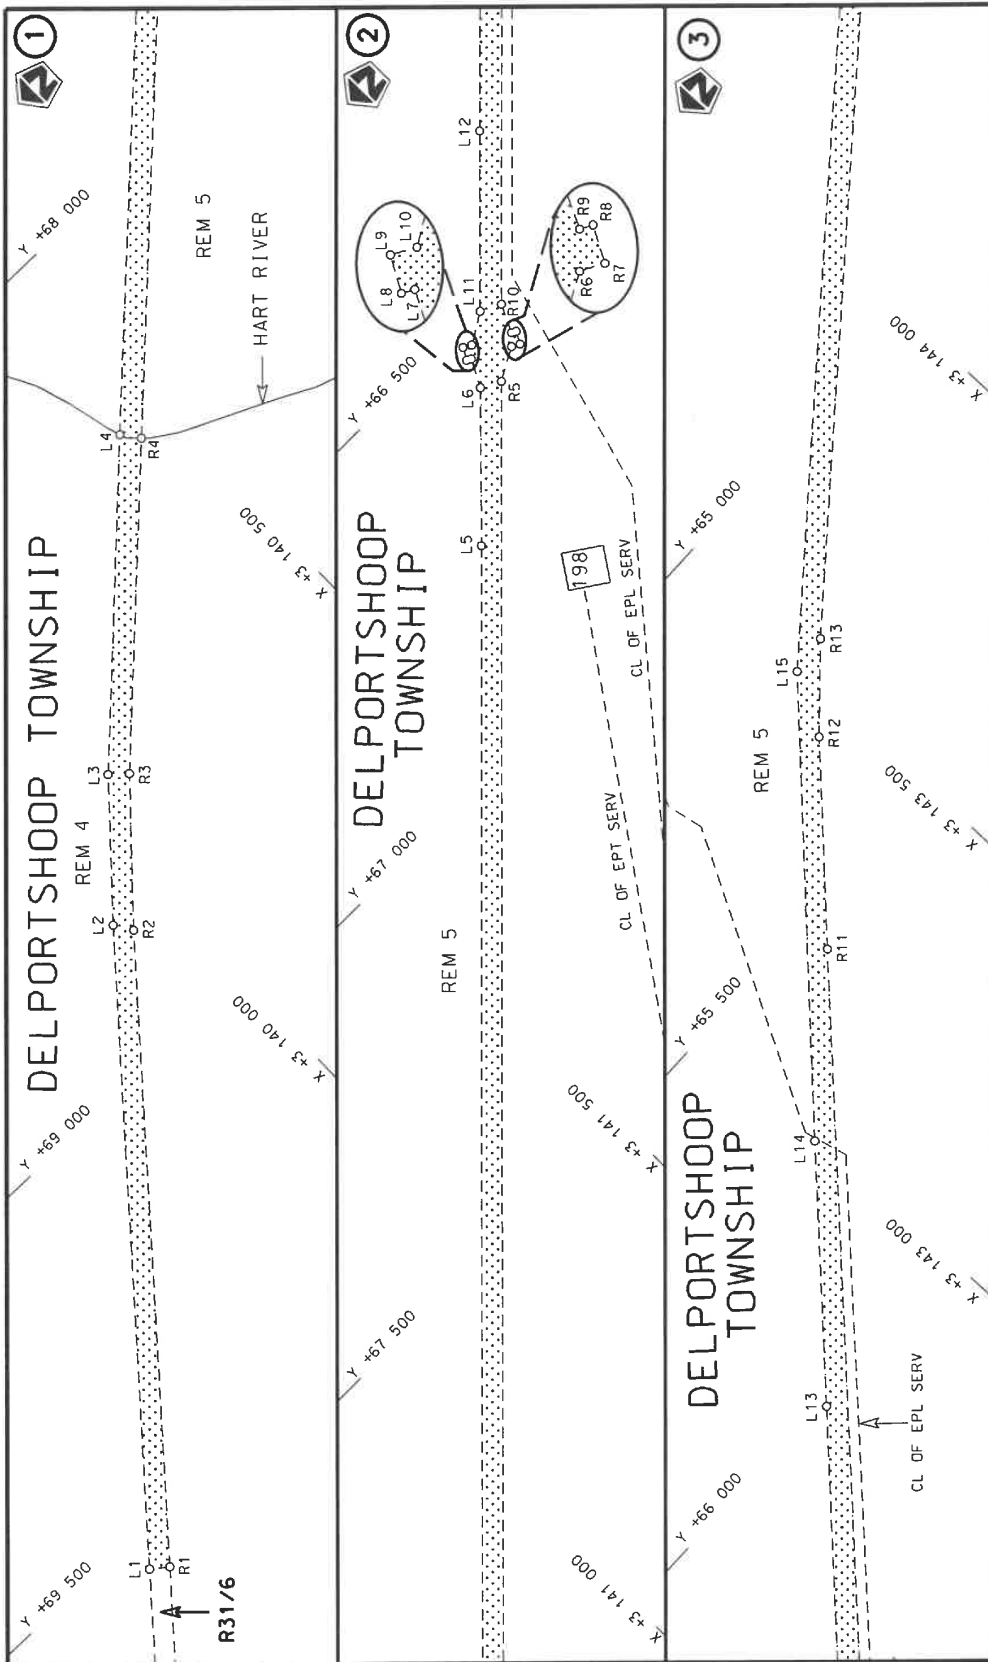 1
DELPORTSHOOP TOWNSHIP
Y +69 500
Y +69 000
Y +68 000
REM 4
REM 5
HART RIVER
L1
L2
L3
L4
R1
R2
R3
R4
R31/6
X +3 140 000
X +3 140 500
2
DELPORTSHOOP
TOWNSHIP
Y +67 500
Y +67 000
Y +66 500
REM 5
L5
L6
L7
L8
L9
L10
L11
L12
R5
R6
R7
R8
R9
R10
198
CL OF EPT SERV
CL OF EPL SERV
X +3 141 000
X +3 141 500
3
DELPORTSHOOP
TOWNSHIP
Y +66 000
Y +65 500
Y +65 000
REM 5
L13
L14
L15
R11
R12
R13
CL OF EPL SERV
X +3 143 000
X +3 143 500
X +3 144 000